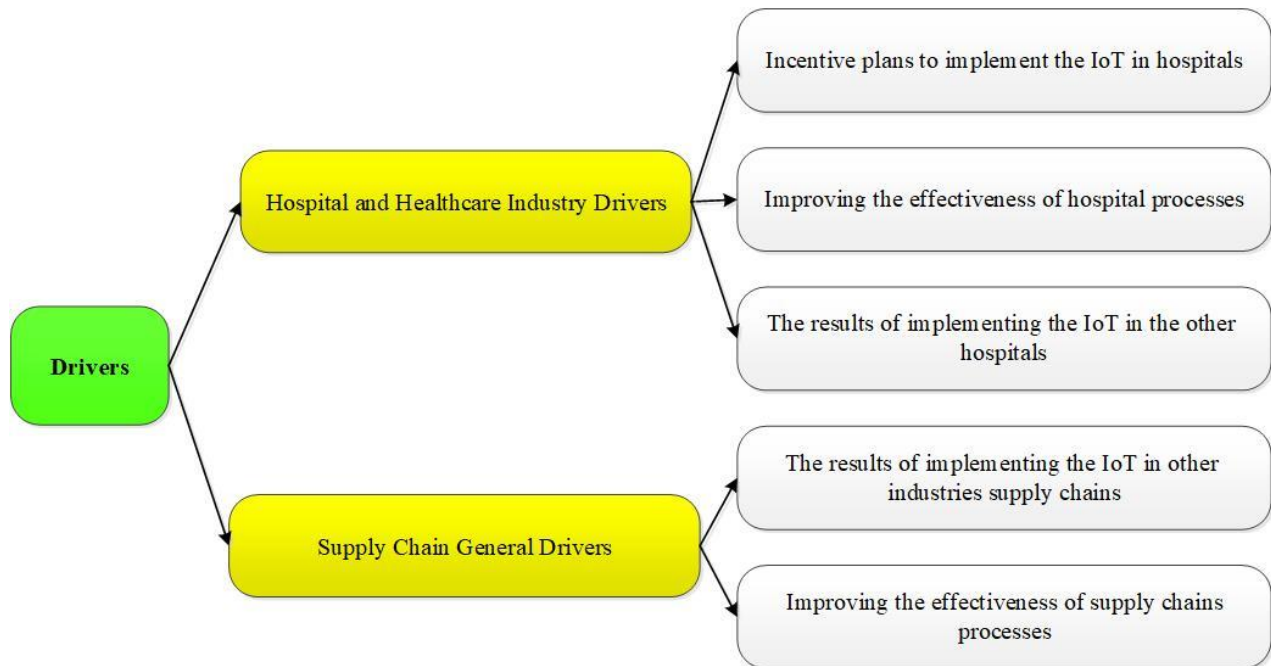 Incentive plans to implement the IoT in hospitals
Hospital and Healthcare Industry Drivers
Improving the effectiveness of hospital processes
The results of implementing the IoT in the other
hospitals
Drivers
The results of implementing the IoT in other
industries supply chains
Supply Chain General Drivers
Improving the effectiveness of supply chains
processes